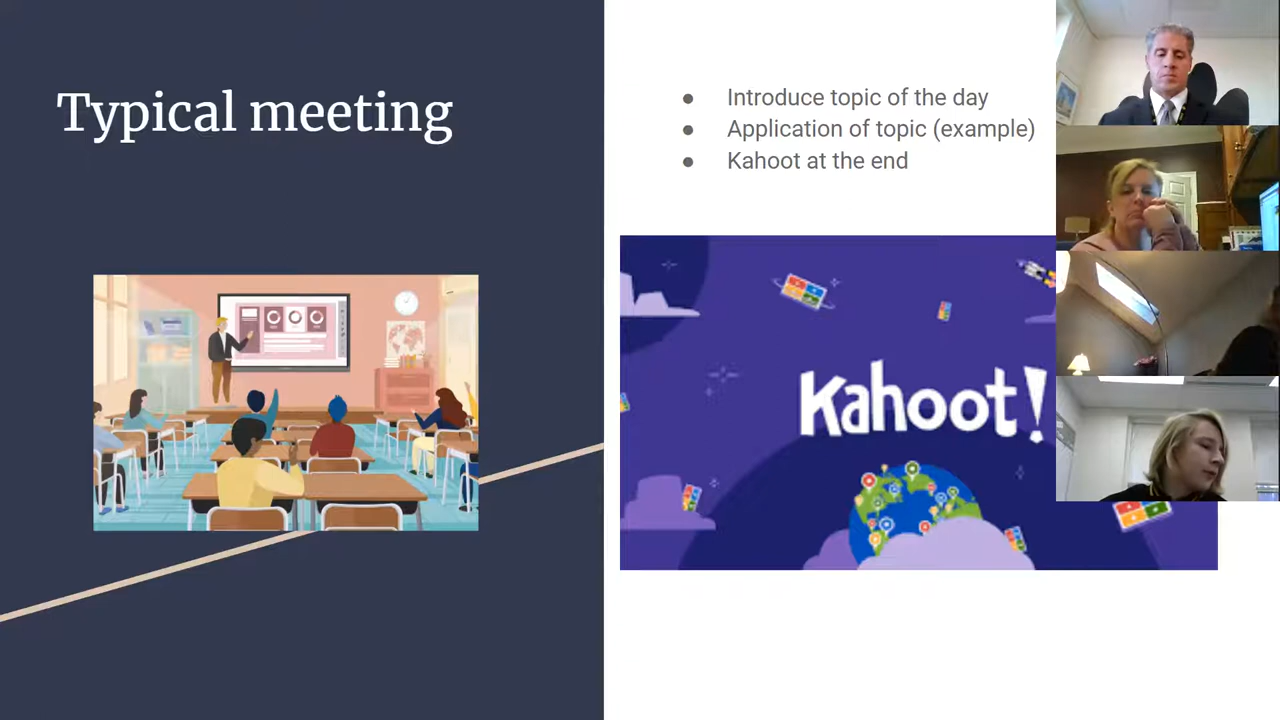 Typical meeting
Introduce topic of the day
Application of topic (example)
Kahoot at the end
Kahoot!